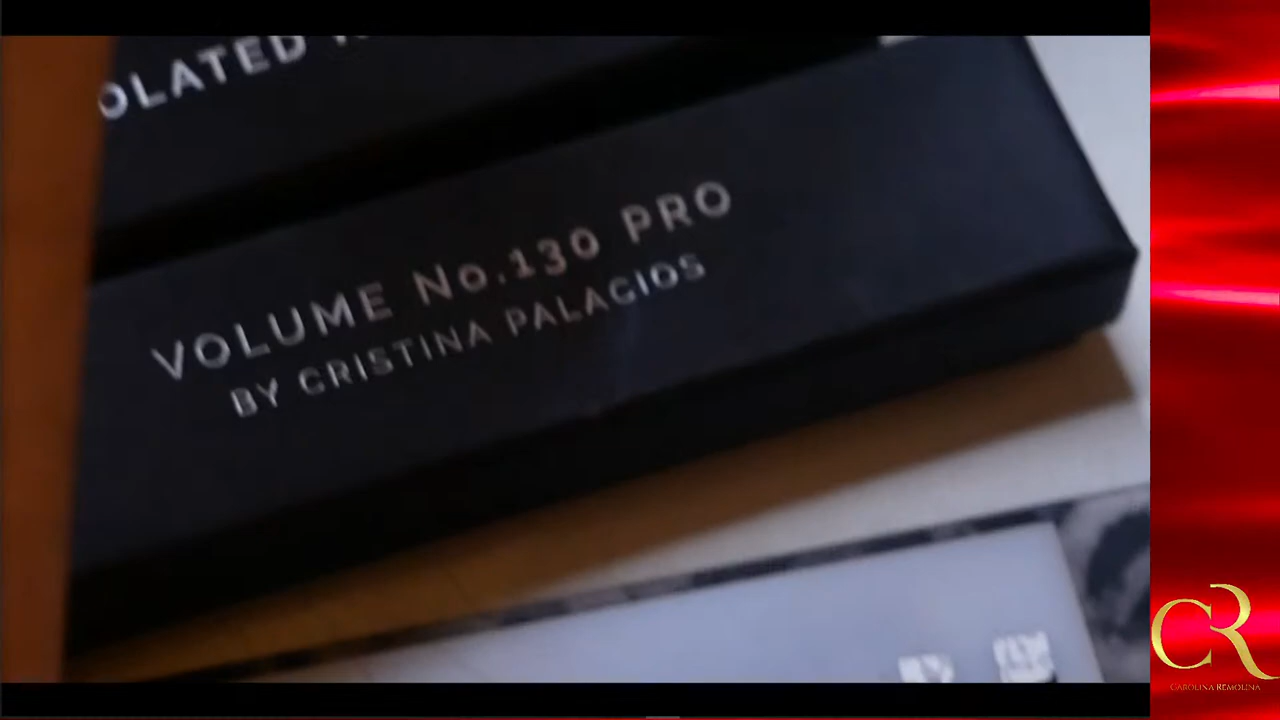 OLATED
VOLUME No.130 PRO
BY CRISTINA PALACIOS
CR
CAROLINA REMOLINA